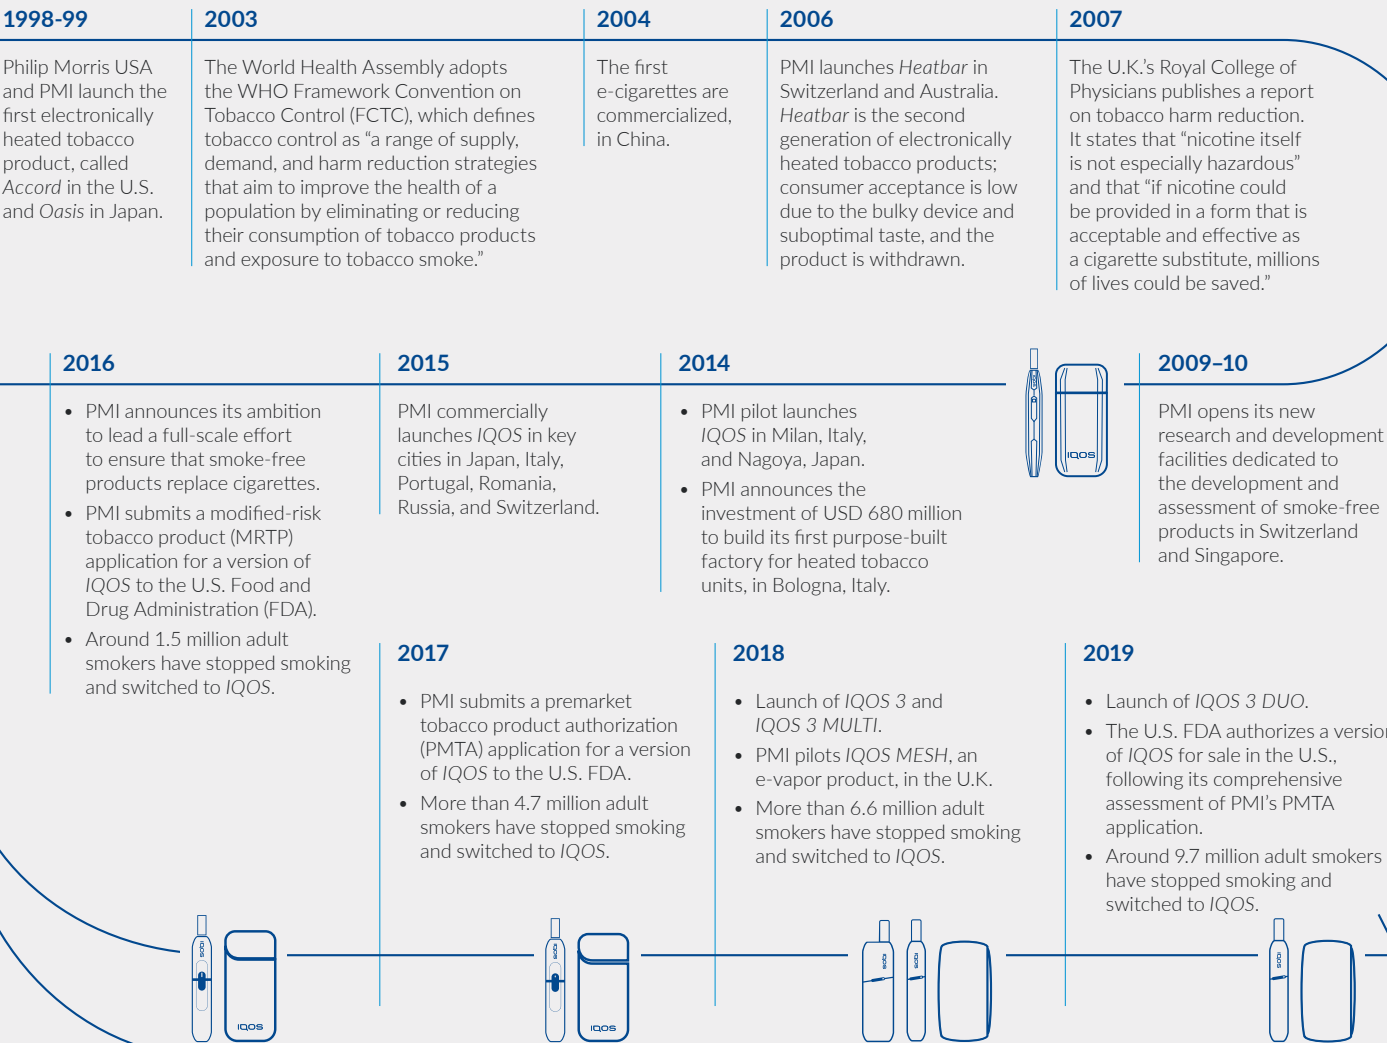 1998-99
Philip Morris USA
and PMI launch the
first electronically
heated tobacco
product, called
Accord in the U.S.
and Oasis in Japan.
2003
The World Health Assembly adopts
the WHO Framework Convention on
Tobacco Control (FCTC), which defines
tobacco control as “a range of supply,
demand, and harm reduction strategies
that aim to improve the health of a
population by eliminating or reducing
their consumption of tobacco products
and exposure to tobacco smoke.”
2004
The first
e-cigarettes are
commercialized,
in China.
2006
PMI launches Heatbar in
Switzerland and Australia.
Heatbar is the second
generation of electronically
heated tobacco products;
consumer acceptance is low
due to the bulky device and
suboptimal taste, and the
product is withdrawn.
2007
The U.K.’s Royal College of
Physicians publishes a report
on tobacco harm reduction.
It states that “nicotine itself
is not especially hazardous”
and that “if nicotine could
be provided in a form that is
acceptable and effective as
a cigarette substitute, millions
of lives could be saved.”
2009–10
PMI opens its new
research and development
facilities dedicated to
the development and
assessment of smoke-free
products in Switzerland
and Singapore.
IQOS
2014
• PMI pilot launches
IQOS in Milan, Italy,
and Nagoya, Japan.
• PMI announces the
investment of USD 680 million
to build its first purpose-built
factory for heated tobacco
units, in Bologna, Italy.
2015
PMI commercially
launches IQOS in key
cities in Japan, Italy,
Portugal, Romania,
Russia, and Switzerland.
2016
• PMI announces its ambition
to lead a full-scale effort
to ensure that smoke-free
products replace cigarettes.
• PMI submits a modified-risk
tobacco product (MRTP)
application for a version of
IQOS to the U.S. Food and
Drug Administration (FDA).
• Around 1.5 million adult
smokers have stopped smoking
and switched to IQOS.
2017
• PMI submits a premarket
tobacco product authorization
(PMTA) application for a version
of IQOS to the U.S. FDA.
• More than 4.7 million adult
smokers have stopped smoking
and switched to IQOS.
2018
• Launch of IQOS 3 and
IQOS 3 MULTI.
• PMI pilots IQOS MESH, an
e-vapor product, in the U.K.
• More than 6.6 million adult
smokers have stopped smoking
and switched to IQOS.
2019
• Launch of IQOS 3 DUO.
• The U.S. FDA authorizes a version
of IQOS for sale in the U.S.,
following its comprehensive
assessment of PMI’s PMTA
application.
• Around 9.7 million adult smokers
have stopped smoking and
switched to IQOS.
IQOS
IQOS
IQOS
IQOS
IQOS
IQOS
IQOS